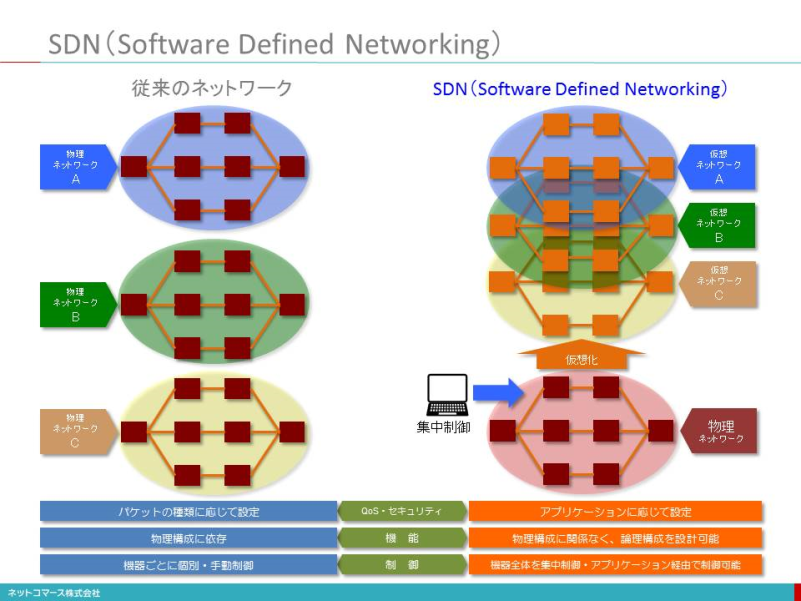 SDN（Software Defined Networking）
従来のネットワーク
SDN（Software Defined Networking）
物理
ネットワーク
A
仮想
ネットワーク
A
仮想
ネットワーク
B
物理
ネットワーク
B
仮想
ネットワーク
C
仮想化
物理
ネットワーク
C
集中制御
物理
ネットワーク
パケットの種類に応じて設定
QoS・セキュリティ
アプリケーションに応じて設定
物理構成に依存
機 能
物理構成に関係なく、論理構成を設計可能
機器ごとに個別・手動制御
制 御
機器全体を集中制御・アプリケーション経由で制御可能
ネットコマース株式会社